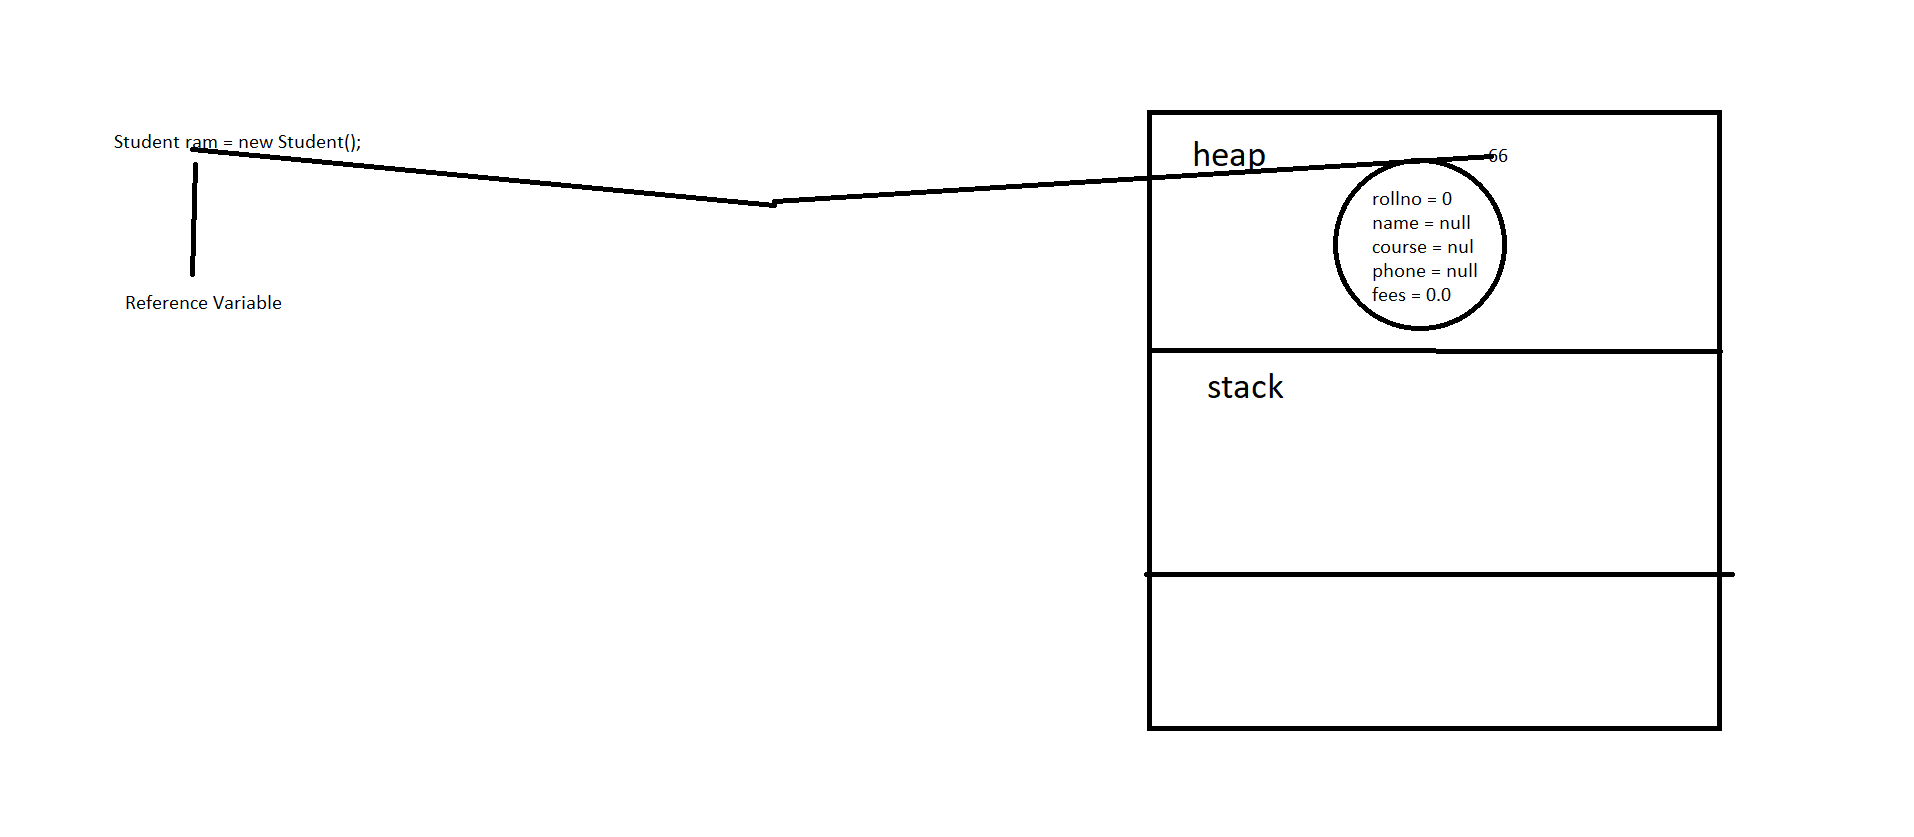 Student ram = new Student();
Reference Variable
heap
66
rollno = 0
name = null
course = nul
phone = null
fees = 0.0
stack